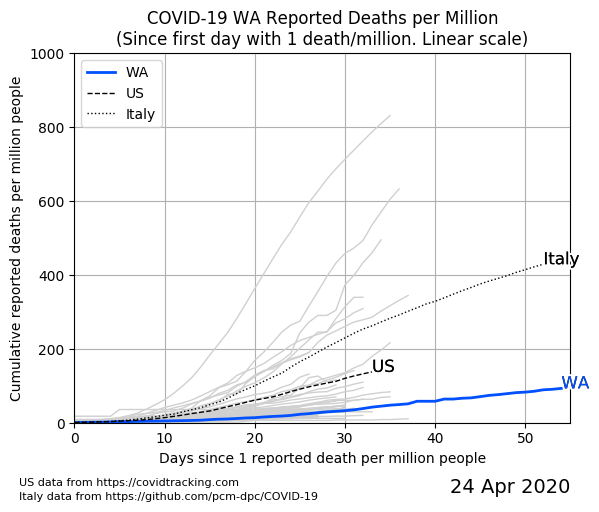 COVID-19 WA Reported Deaths per Million
(Since first day with 1 death/million. Linear scale)
Cumulative reported deaths per million people
1000
800
600
400
200
0
WA
US
Italy
Italy
US
WA
0 10 20 30 40 50
Days since 1 reported death per million people
US data from https://covidtracking.com
Italy data from https://github.com/pcm-dpc/COVID-19
24 Apr 2020